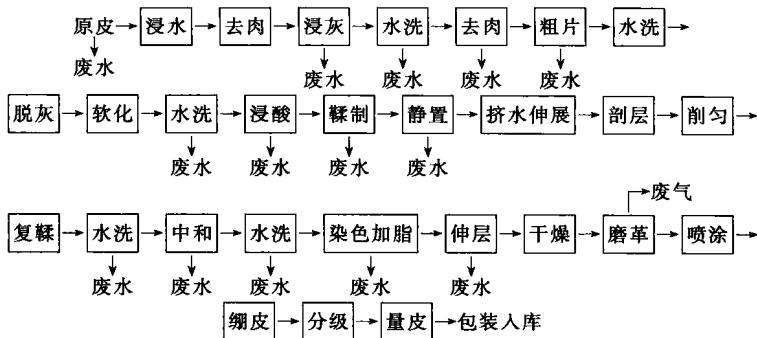 原皮→浸水→去肉→浸灰→水洗→去肉→粗片→水洗→
废水 废水 废水 废水 废水
脱灰→软化→水洗→浸酸→鞣制→静置→挤水伸展→剖层→削匀→
废水 废水 废水 废水
废气
复鞣→水洗→中和→水洗→染色加脂→伸层→干燥→磨革→喷涂→
废水 废水 废水 废水 废水
绷皮→分级→量皮→包装入库